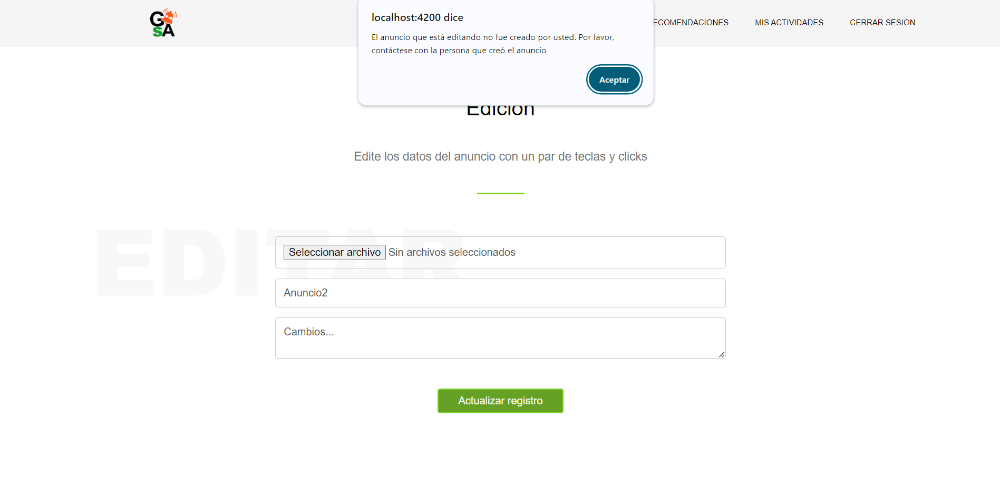 GSA
localhost:4200 dice
El anuncio que está editando no fue creado por usted. Por favor,
contáctese con la persona que creó el anuncio
Aceptar
MIS ACTIVIDADES
CERRAR SESION
Edite los datos del anuncio con un par de teclas y clicks
EDITAR
Seleccionar archivo Sin archivos seleccionados
Anuncio2
Cambios...
Actualizar registro